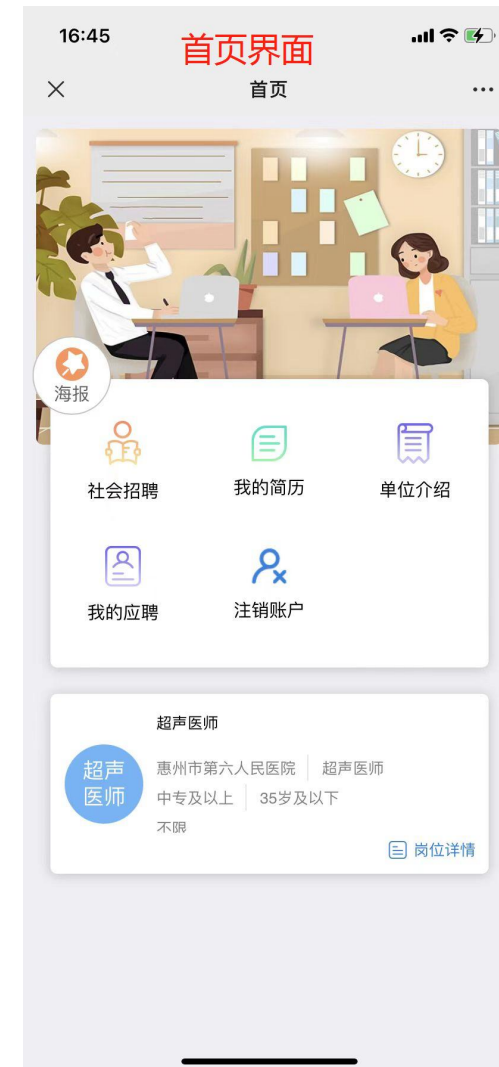 16:45
首页界面
首页
海报
社会招聘
我的简历
单位介绍
我的应聘
注销账户
超声医师
超声
医师
惠州市第六人民医院 超声医师
中专及以上 35岁及以下
不限
岗位详情